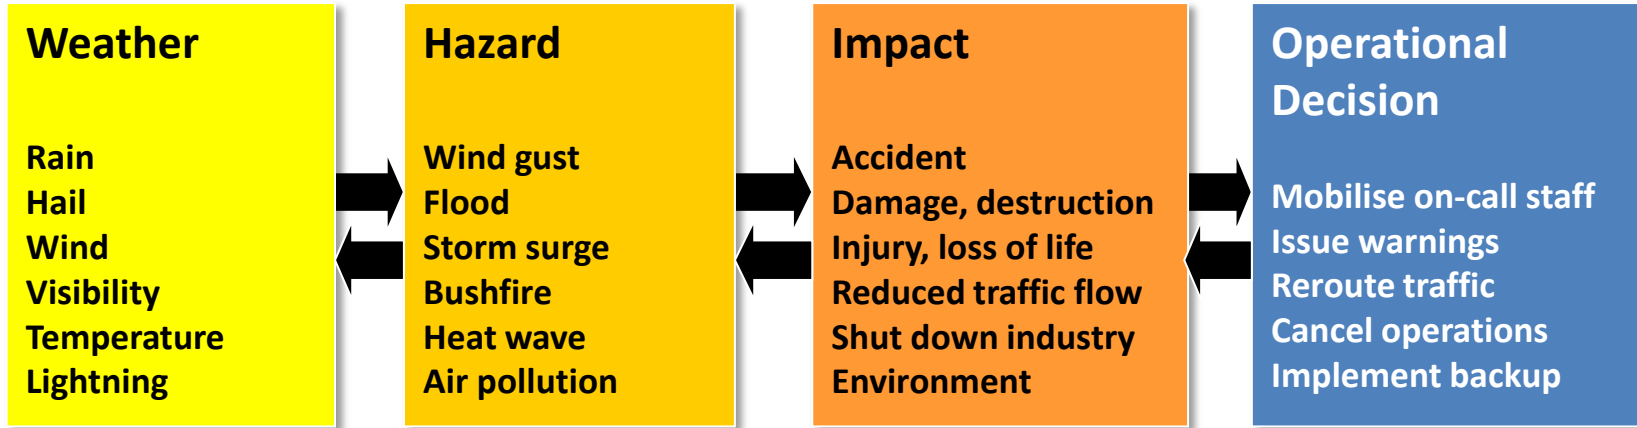 Weather
Rain
Hail
Wind
Visibility
Temperature
Lightning
Hazard
Wind gust
Flood
Storm surge
Bushfire
Heat wave
Air pollution
Impact
Accident
Damage, destruction
Injury, loss of life
Reduced traffic flow
Shut down industry
Environment
Operational
Decision
Mobilise on-call staff
Issue warnings
Reroute traffic
Cancel operations
Implement backup